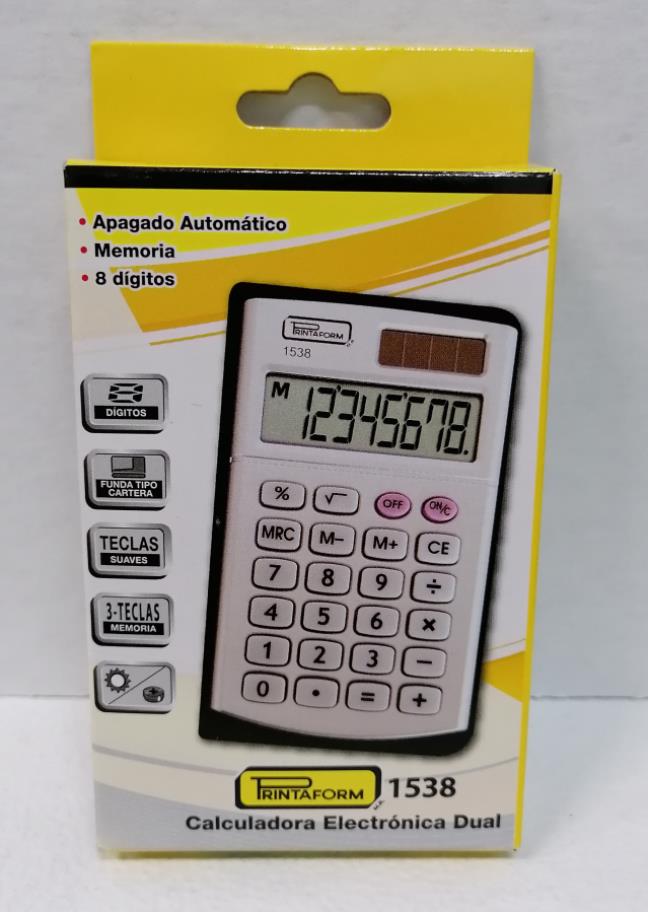 • Apagado Automático
• Memoria
• 8 dígitos
PRINTAFORM
1538
M 12345678.
8
DÍGITOS
FUNDA TIPO
CARTERA
TECLAS
SUAVES
3-TECLAS
MEMORIA
% √ OFF ON/C
MRC M− M+ CE
7 8 9 ÷
4 5 6 ×
1 2 3 −
0 • = +
PRINTAFORM 1538
Calculadora Electrónica Dual